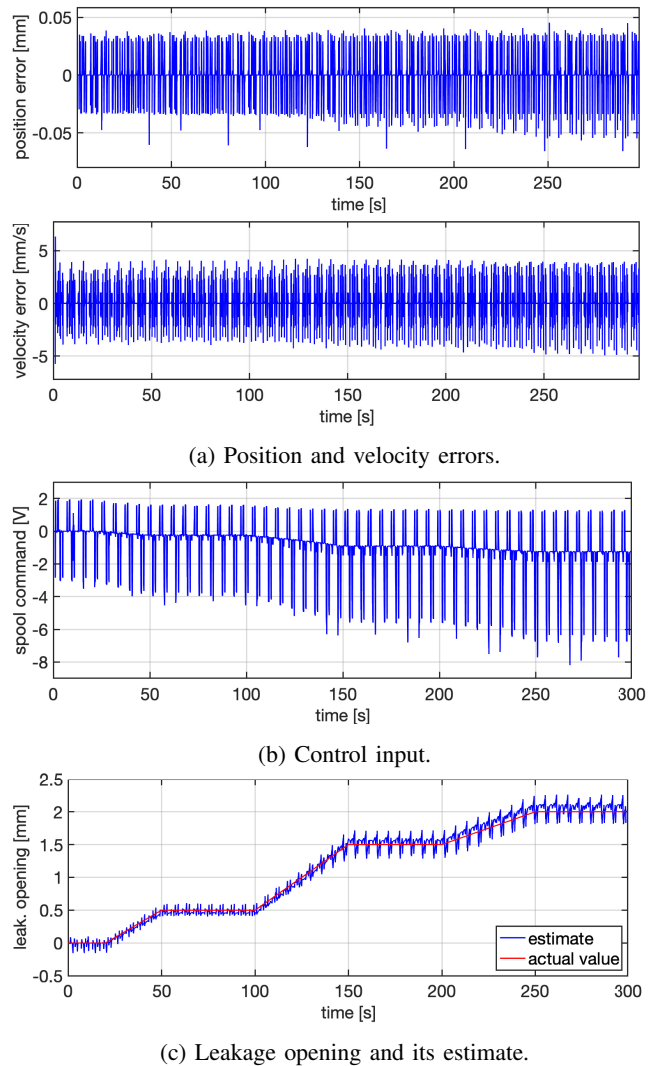 0.05
0
-0.05
position error [mm]
0 50 100 150 200 250
time [s]
5
0
-5
velocity error [mm/s]
0 50 100 150 200 250
time [s]
(a) Position and velocity errors.
2
0
-2
-4
-6
-8
spool command [V]
0 50 100 150 200 250 300
time [s]
(b) Control input.
2.5
2
1.5
1
0.5
0
-0.5
leak. opening [mm]
estimate
actual value
0 50 100 150 200 250 300
time [s]
(c) Leakage opening and its estimate.